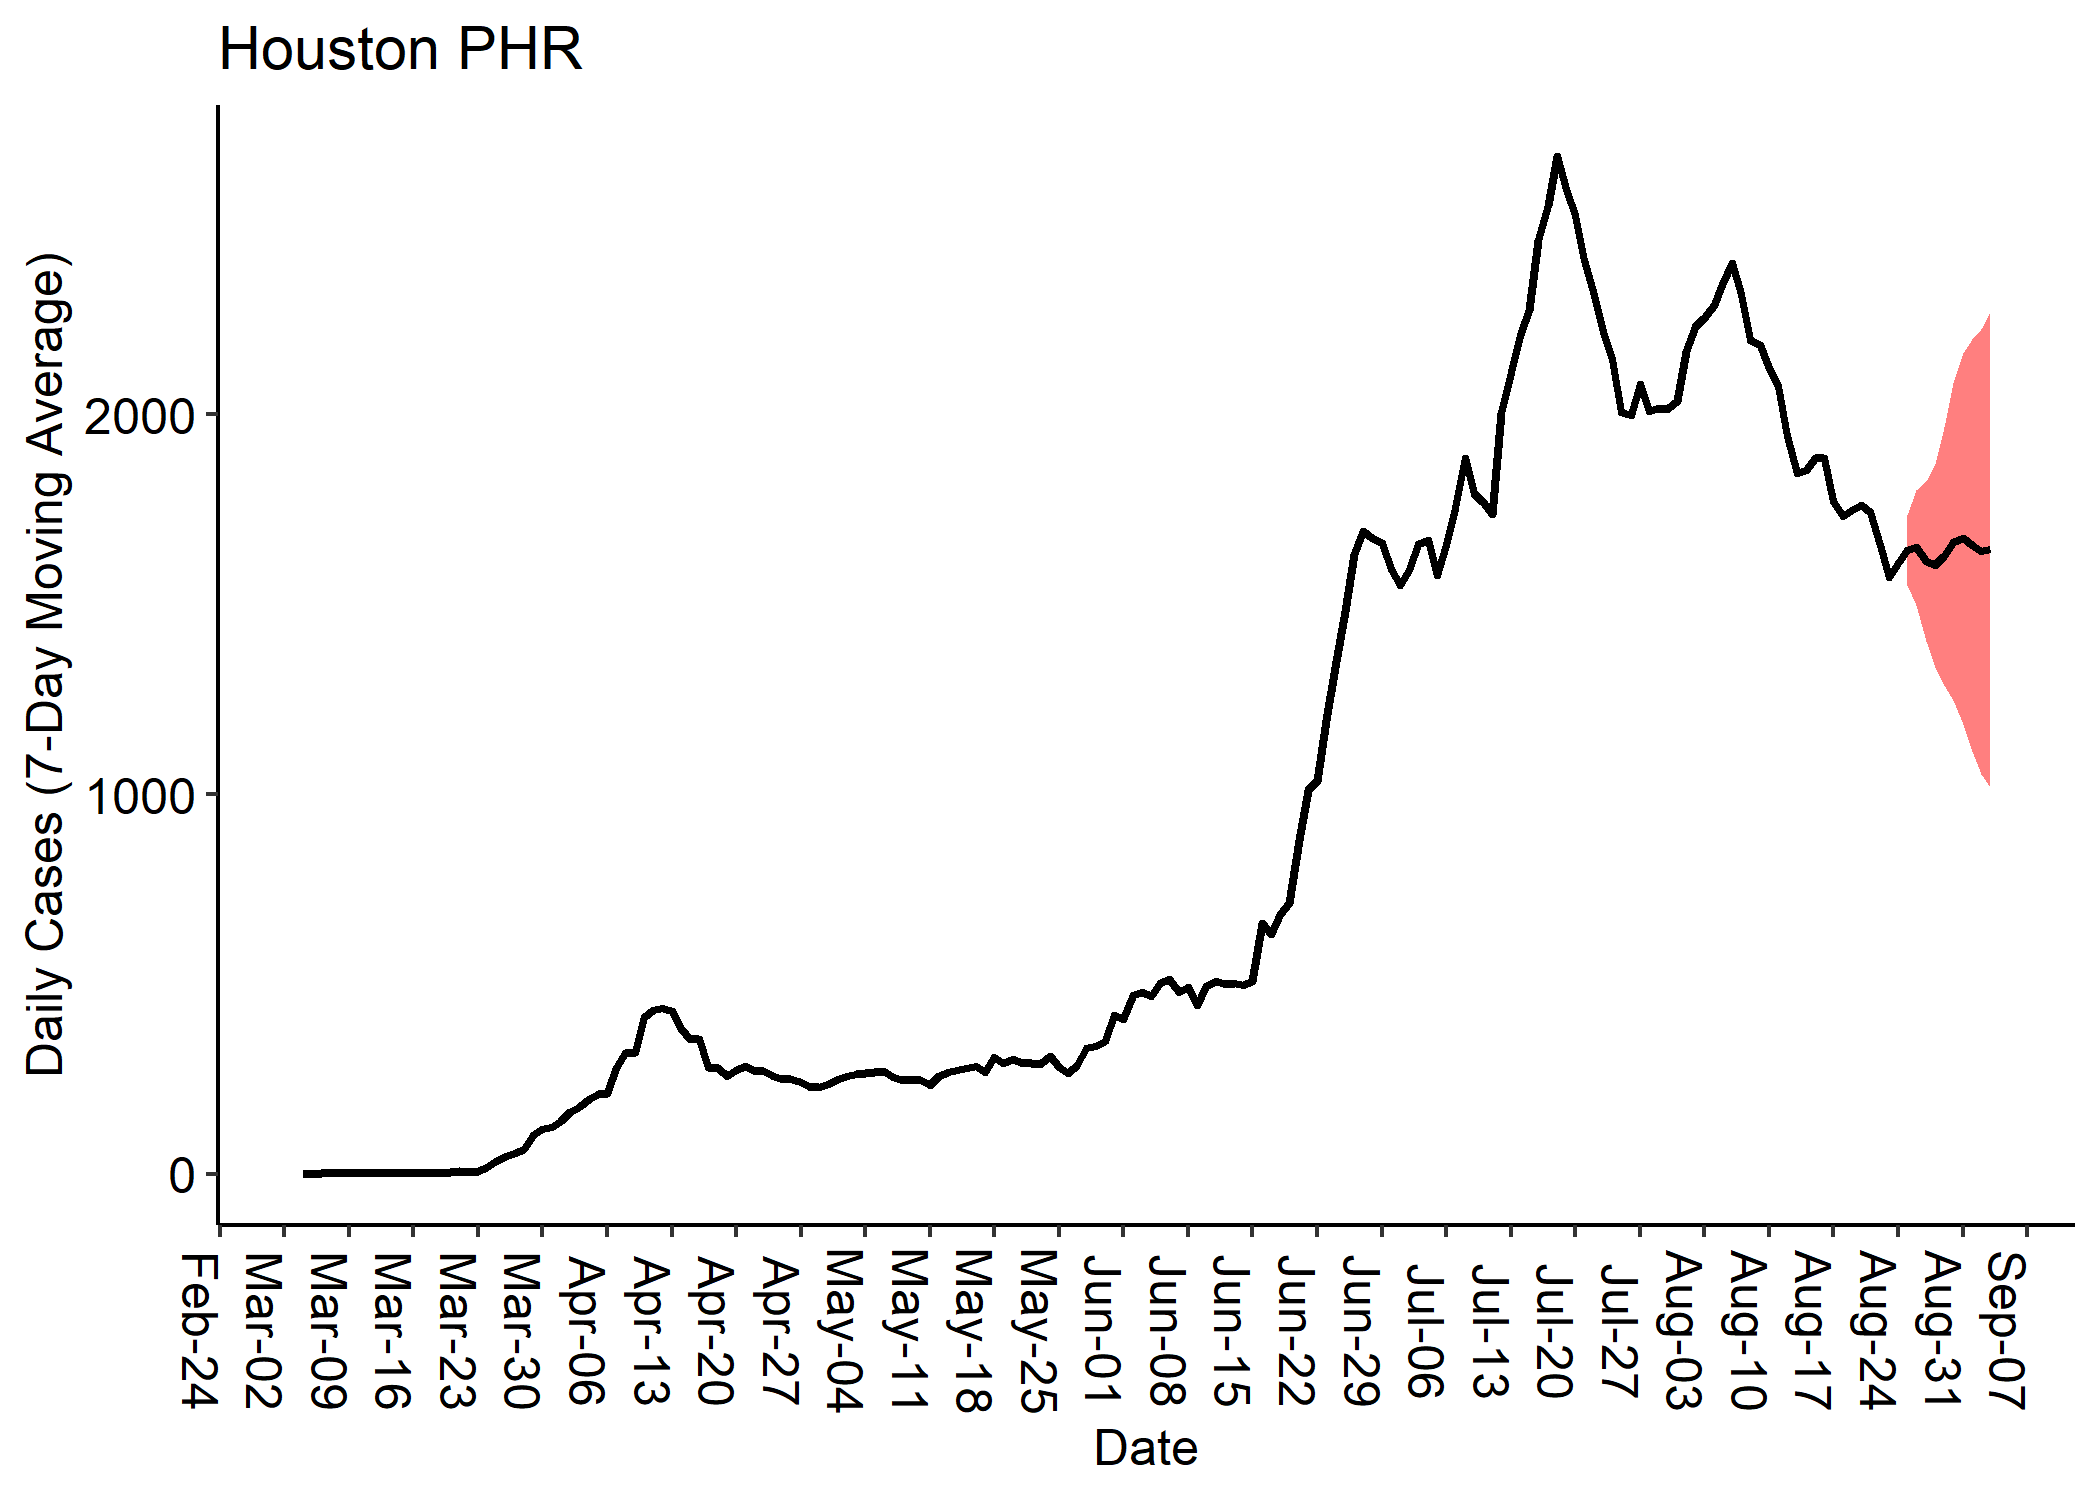 Houston PHR
Daily Cases (7-Day Moving Average)
2000
1000
0
Feb-24
Mar-02
Mar-09
Mar-16
Mar-23
Mar-30
Apr-06
Apr-13
Apr-20
Apr-27
May-04
May-11
May-18
May-25
Jun-01
Jun-08
Jun-15
Jun-22
Jun-29
Jul-06
Jul-13
Jul-20
Jul-27
Aug-03
Aug-10
Aug-17
Aug-24
Aug-31
Sep-07
Date